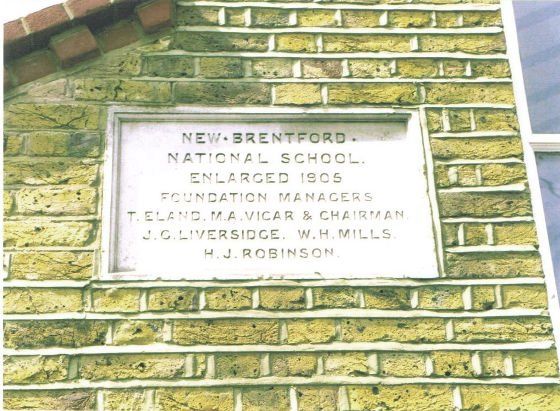 NEW·BRENTFORD·
NATIONAL SCHOOL.
ENLARGED 1905
FOUNDATION MANAGERS
T. ELAND. M.A. VICAR & CHAIRMAN.
J. C. LIVERSIDGE. W. H. MILLS.
H. J. ROBINSON.